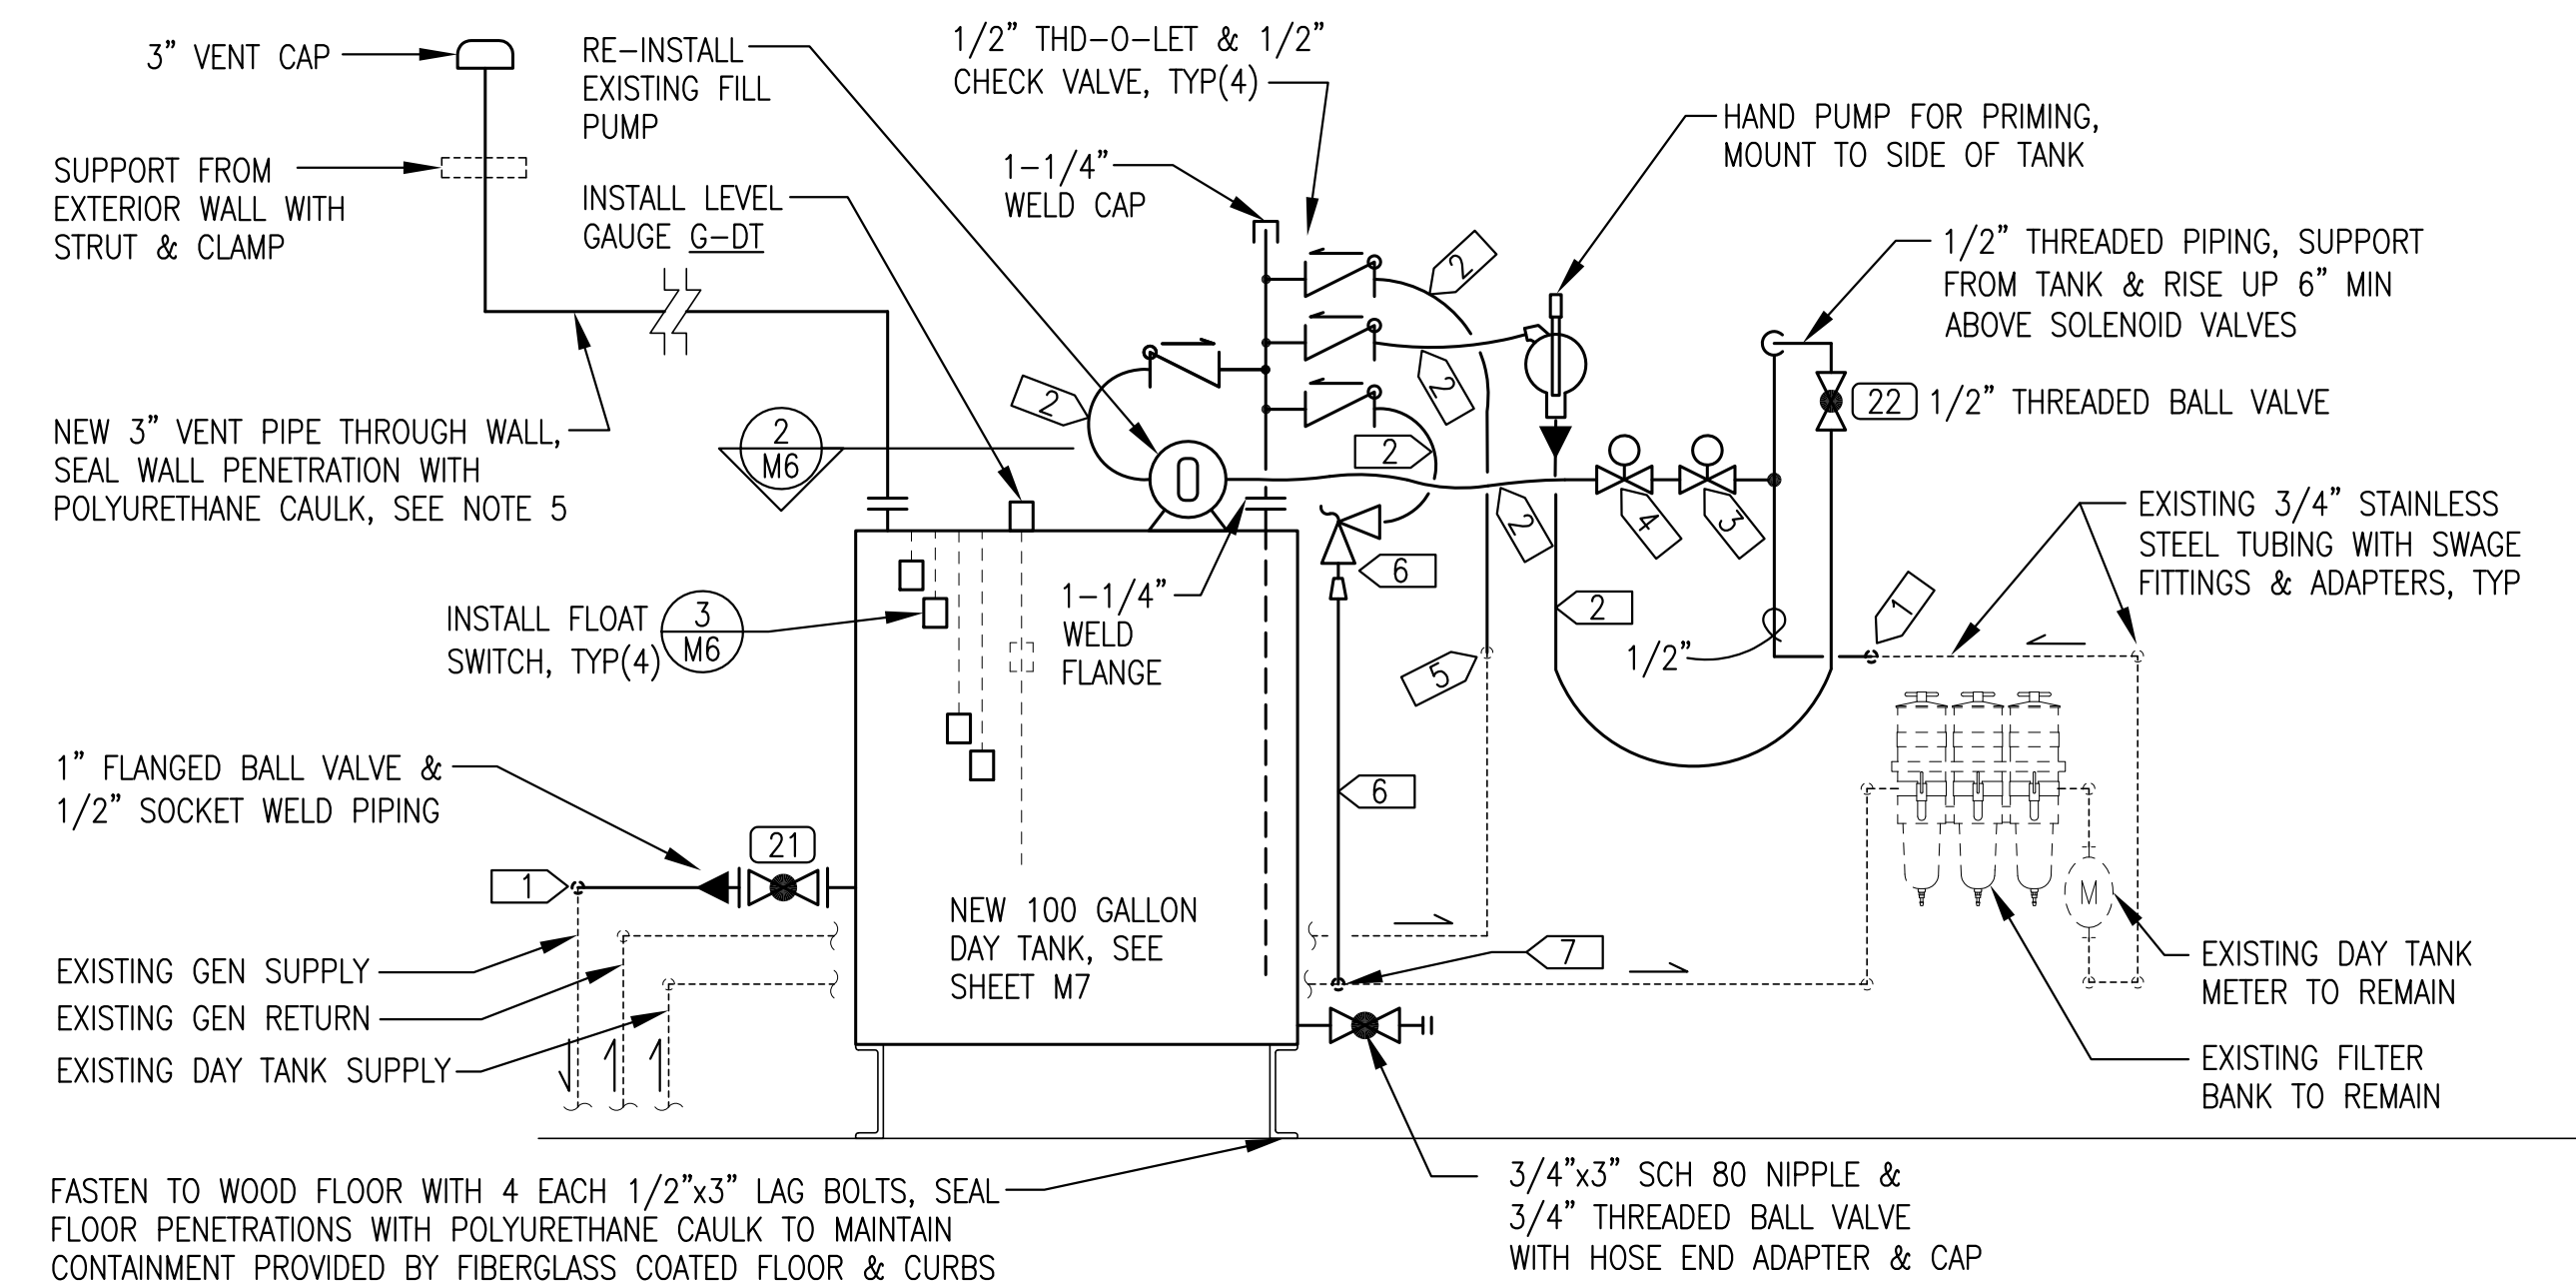 3" VENT CAP
SUPPORT FROM
EXTERIOR WALL WITH
STRUT & CLAMP
NEW 3" VENT PIPE THROUGH WALL,
SEAL WALL PENETRATION WITH
POLYURETHANE CAULK, SEE NOTE 5
RE-INSTALL
EXISTING FILL
PUMP
INSTALL LEVEL
GAUGE G-DT
1/2" THD-O-LET & 1/2"
CHECK VALVE, TYP(4)
1-1/4"
WELD CAP
HAND PUMP FOR PRIMING,
MOUNT TO SIDE OF TANK
1/2" THREADED PIPING, SUPPORT
FROM TANK & RISE UP 6" MIN
ABOVE SOLENOID VALVES
22 1/2" THREADED BALL VALVE
EXISTING 3/4" STAINLESS
STEEL TUBING WITH SWAGE
FITTINGS & ADAPTERS, TYP
2
2
2
2
2
2
M6
4
3
6
2
1
1/2"
5
6
INSTALL FLOAT
SWITCH, TYP(4)
3
M6
1-1/4"
WELD
FLANGE
1" FLANGED BALL VALVE &
1/2" SOCKET WELD PIPING
21
1
NEW 100 GALLON
DAY TANK, SEE
SHEET M7
7
M
EXISTING GEN SUPPLY
EXISTING GEN RETURN
EXISTING DAY TANK SUPPLY
EXISTING DAY TANK
METER TO REMAIN
EXISTING FILTER
BANK TO REMAIN
FASTEN TO WOOD FLOOR WITH 4 EACH 1/2"x3" LAG BOLTS, SEAL
FLOOR PENETRATIONS WITH POLYURETHANE CAULK TO MAINTAIN
CONTAINMENT PROVIDED BY FIBERGLASS COATED FLOOR & CURBS
3/4"x3" SCH 80 NIPPLE &
3/4" THREADED BALL VALVE
WITH HOSE END ADAPTER & CAP